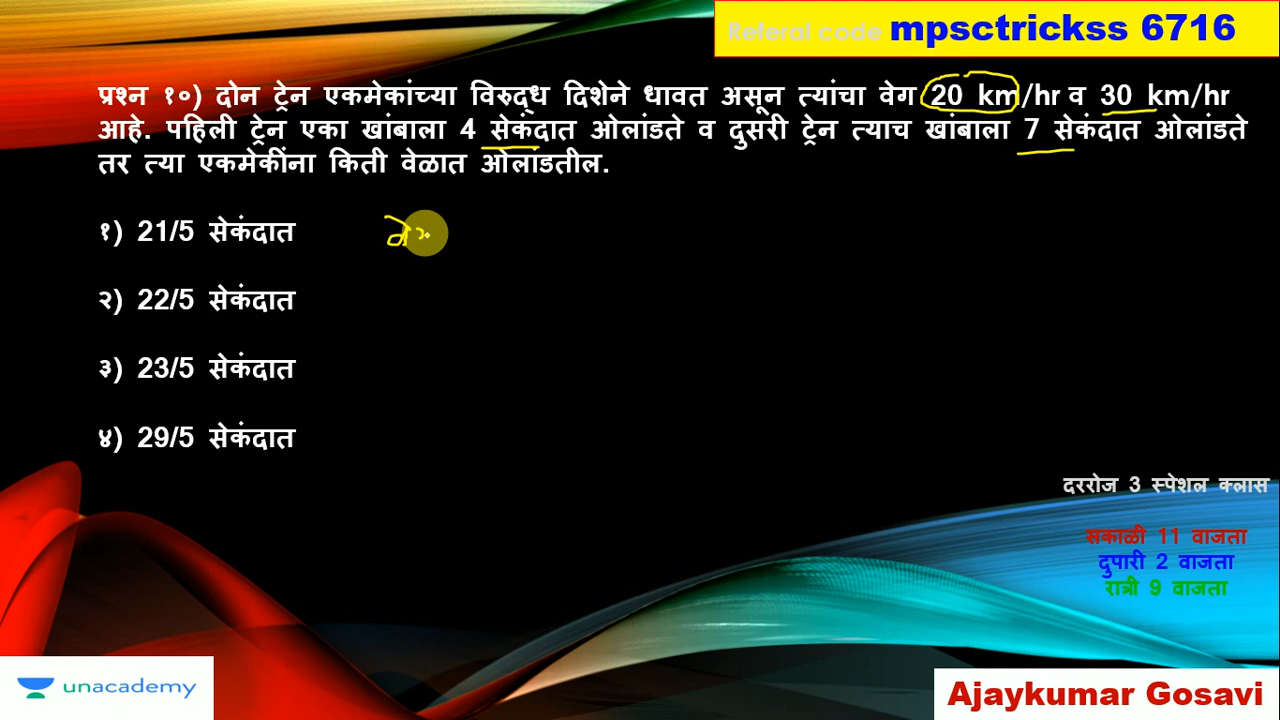 Referal code mpsctrickss 6716
प्रश्न १०) दोन ट्रेन एकमेकांच्या विरुद्ध दिशेने धावत असून त्यांचा वेग 20 km/hr व 30 km/hr
आहे. पहिली ट्रेन एका खांबाला 4 सेकंदात ओलांडते व दुसरी ट्रेन त्याच खांबाला 7 सेकंदात ओलांडते
तर त्या एकमेकींना किती वेळात ओलाडतील.
१) 21/5 सेकंदात
२) 22/5 सेकंदात
३) 23/5 सेकंदात
४) 29/5 सेकंदात
दररोज 3 स्पेशल क्लास
सकाळी 11 वाजता
दुपारी 2 वाजता
रात्री 9 वाजता
unacademy
Ajaykumar Gosavi